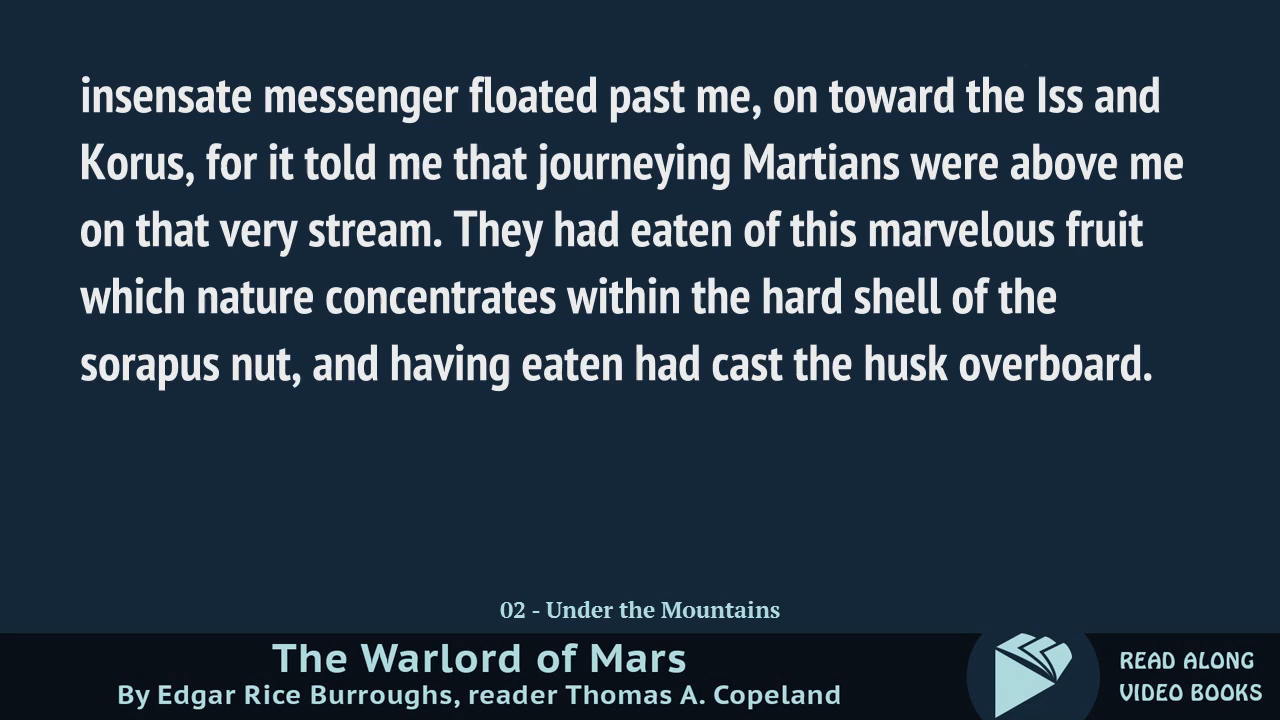 insensate messenger floated past me, on toward the Iss and
Korus, for it told me that journeying Martians were above me
on that very stream. They had eaten of this marvelous fruit
which nature concentrates within the hard shell of the
sorapus nut, and having eaten had cast the husk overboard.
02 - Under the Mountains
The Warlord of Mars
By Edgar Rice Burroughs, reader Thomas A. Copeland
READ ALONG
VIDEO BOOKS